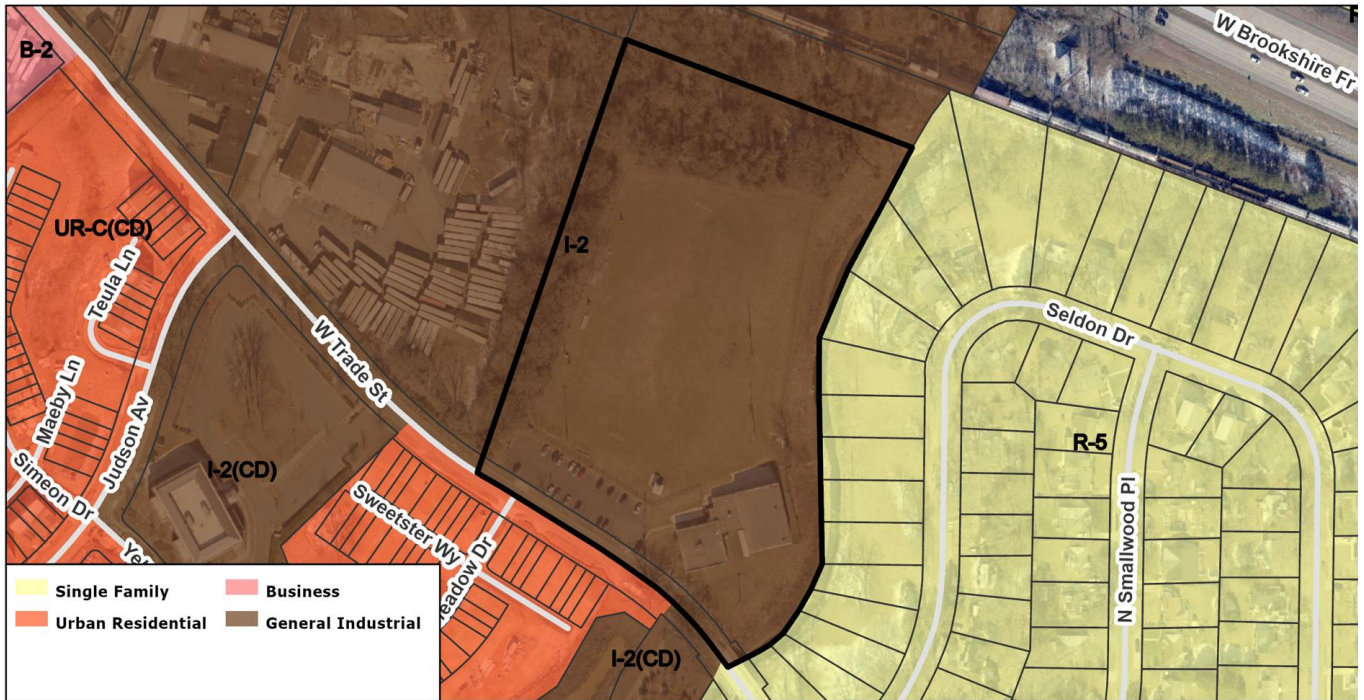 W Brookshire Fr
B-2
UR-C(CD)
Teula Ln
I-2
Seldon Dr
W Trade St
Maeby Ln
Judson Av
R-5
I-2(CD)
Simeon Dr
Sweetster Wy
N Smallwood Pl
eadow Dr
I-2(CD)
Single Family
Business
Urban Residential
General Industrial